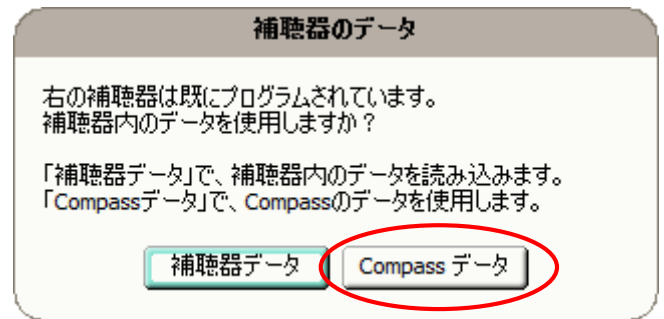 補聴器のデータ
右の補聴器は既にプログラムされています。
補聴器内のデータを使用しますか？
「補聴器データ」で、補聴器内のデータを読み込みます。
「Compassデータ」で、Compassのデータを使用します。
補聴器データ
Compass データ